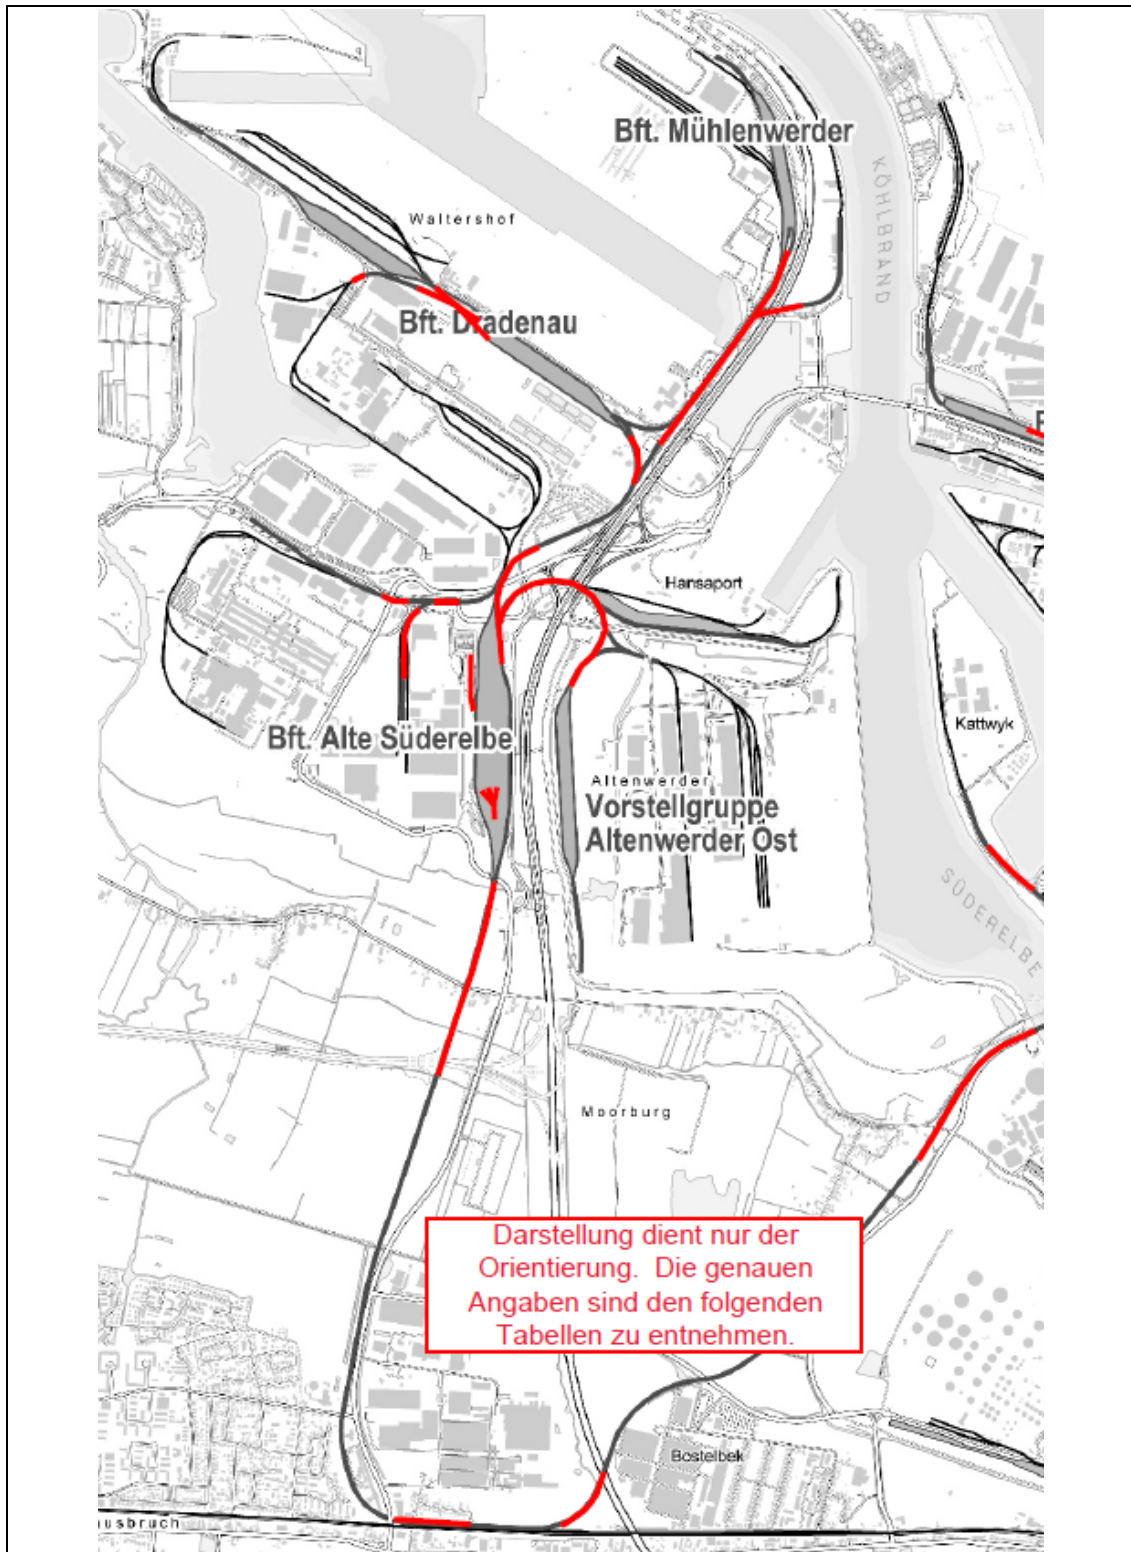 Bft. Mühlenwerder
KÖHLBRAND
Waltershof
Bft. Dradenau
Hansaport
Kattwyk
Bft. Alte Süderelbe
Altenwerder
Vorstellgruppe
Altenwerder Ost
SÜDERELBE
Moorburg
Darstellung dient nur der
Orientierung. Die genauen
Angaben sind den folgenden
Tabellen zu entnehmen.
Bostelbek
ausbruch